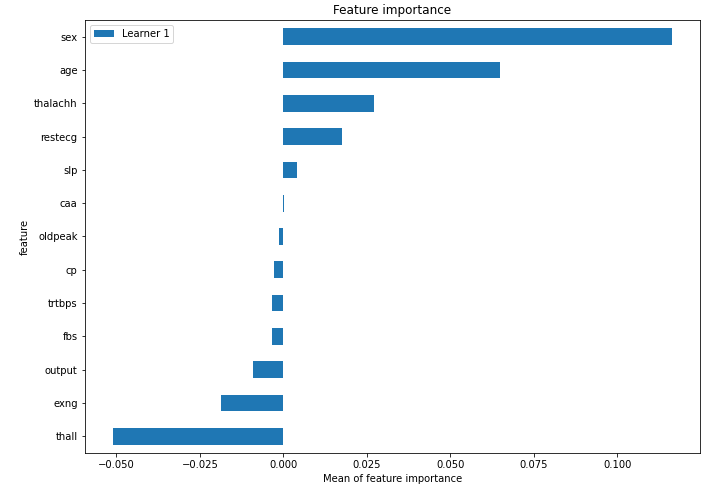 Feature importance
Learner 1
sex
age
thalachh
restecg
slp
caa
oldpeak
cp
trtbps
fbs
output
exng
thall
feature
−0.050 −0.025 0.000 0.025 0.050 0.075 0.100
Mean of feature importance